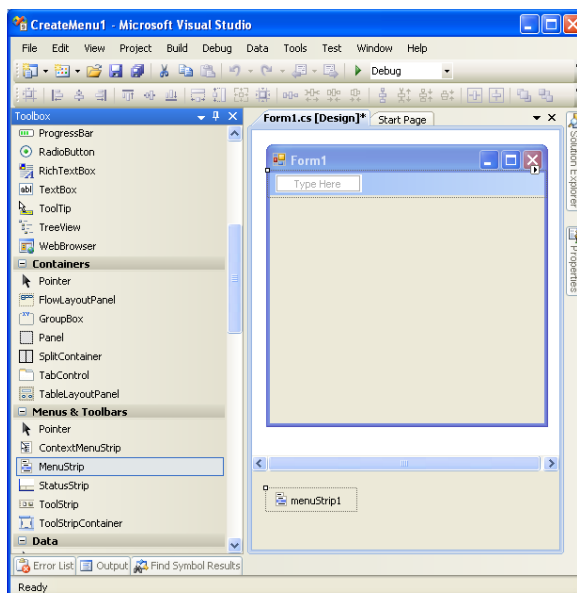 CreateMenu1 - Microsoft Visual Studio
File Edit View Project Build Debug Data Tools Test Window Help
Debug
Toolbox
Form1.cs [Design]* Start Page
ProgressBar
RadioButton
RichTextBox
abl TextBox
ToolTip
TreeView
WebBrowser
Containers
Pointer
FlowLayoutPanel
GroupBox
Panel
SplitContainer
TabControl
TableLayoutPanel
Menus & Toolbars
Pointer
ContextMenuStrip
MenuStrip
StatusStrip
ToolStrip
ToolStripContainer
Data
Form1
Type Here
menuStrip1
Solution Explorer
Properties
Error List Output Find Symbol Results
Ready